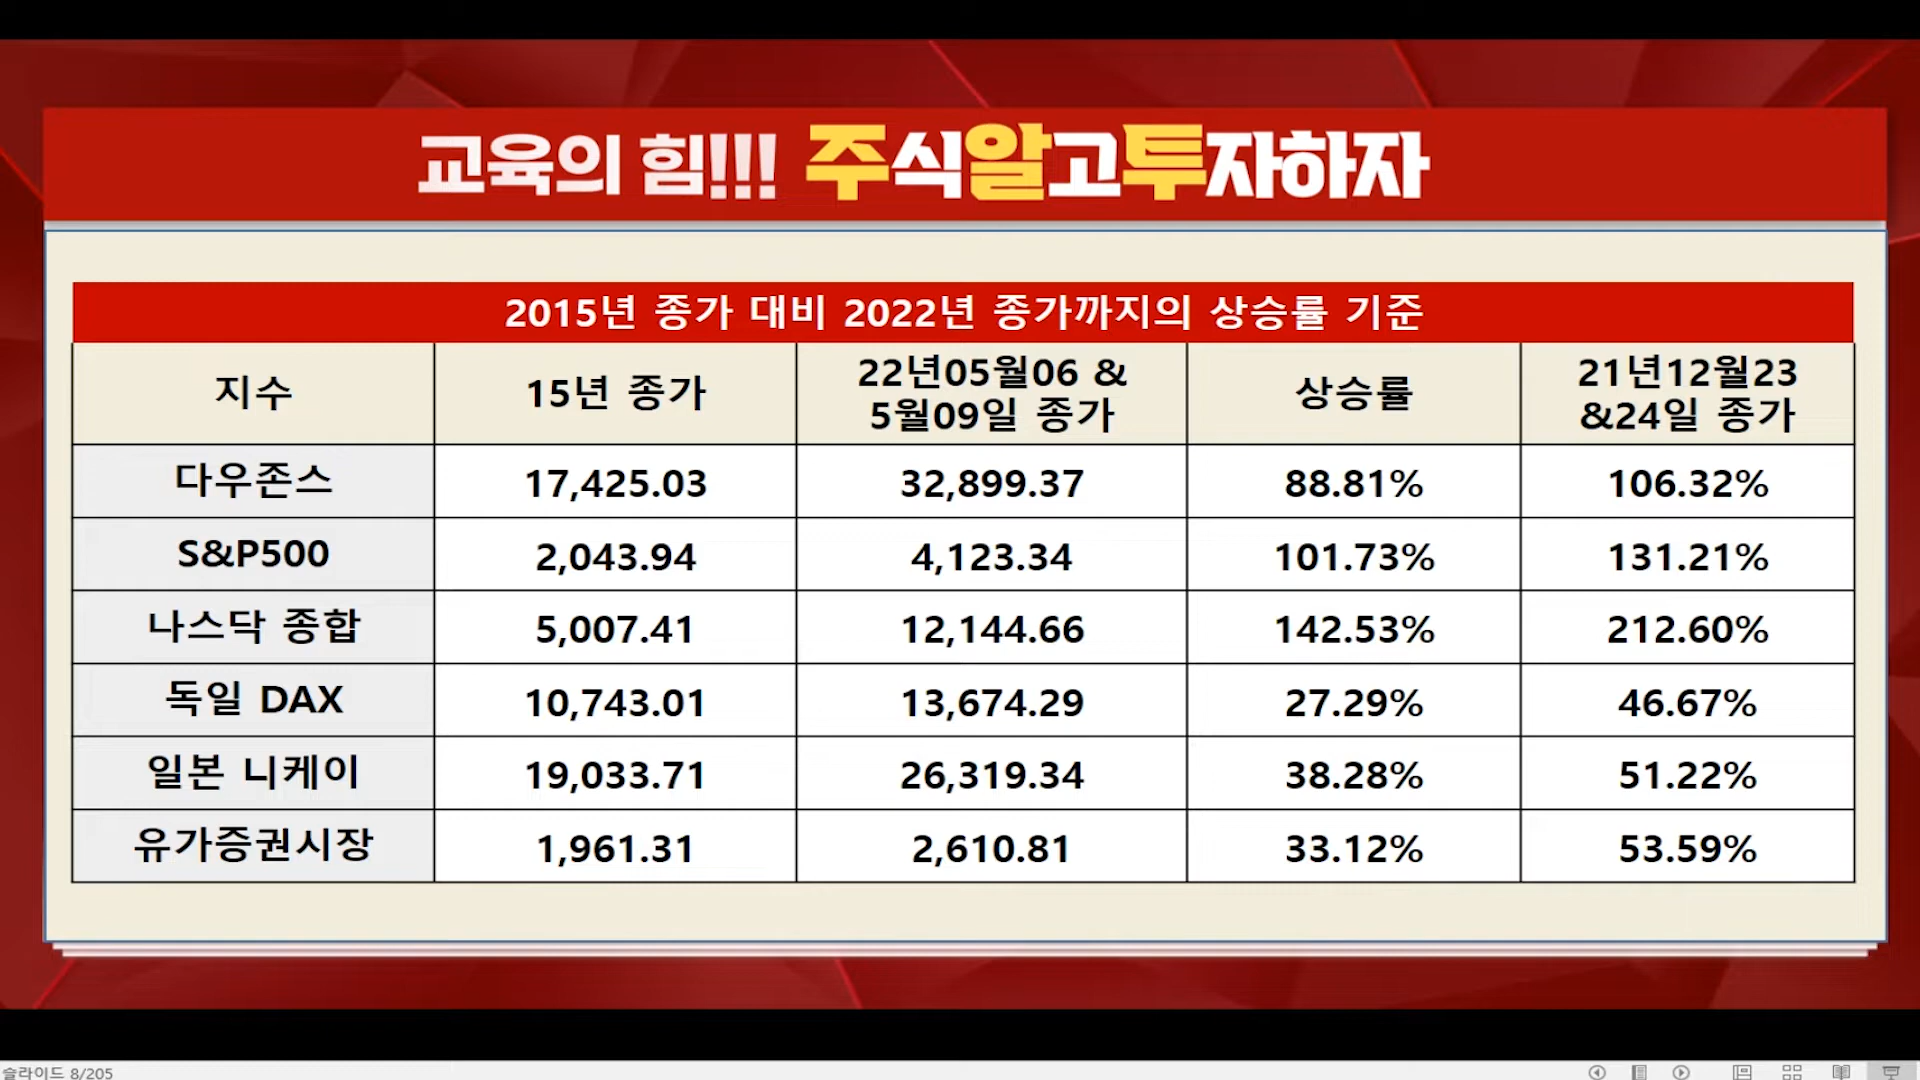 교육의 힘!!! 주식알고투자하자
2015년 종가 대비 2022년 종가까지의 상승률 기준
지수 15년 종가 22년05월06 & 5월09일 종가 상승률 21년12월23 &24일 종가
다우존스 17,425.03 32,899.37 88.81% 106.32%
S&P500 2,043.94 4,123.34 101.73% 131.21%
나스닥 종합 5,007.41 12,144.66 142.53% 212.60%
독일 DAX 10,743.01 13,674.29 27.29% 46.67%
일본 니케이 19,033.71 26,319.34 38.28% 51.22%
유가증권시장 1,961.31 2,610.81 33.12% 53.59%
슬라이드 8/205